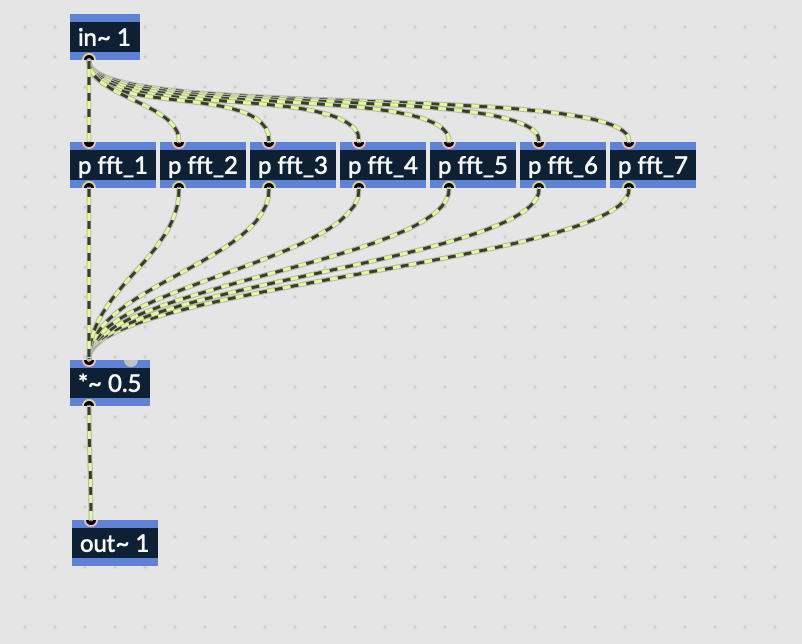 in~ 1
p fft_1
p fft_2
p fft_3
p fft_4
p fft_5
p fft_6
p fft_7
*~ 0.5
out~ 1